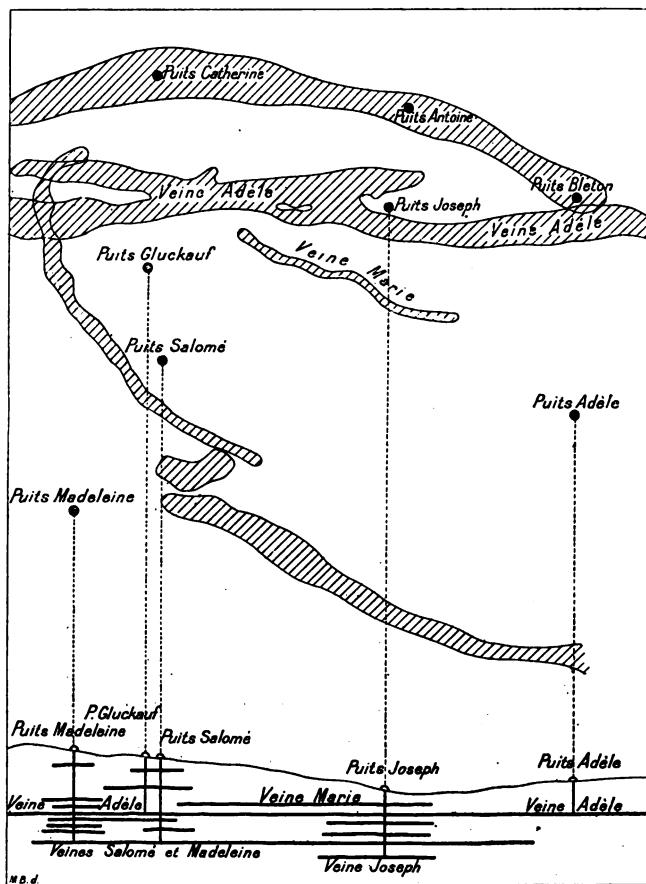 Puits Catherine
Puits Antoine
Veine Adèle
Puits Bleton
Puits Joseph
Veine Adèle
Puits Gluckauf
Veine Marie
Puits Salomé
Puits Adèle
Puits Madeleine
P. Gluckauf
Puits Madeleine
Puits Salomé
Puits Joseph
Puits Adèle
Veine Adèle
Veine Marie
Veine Adèle
Veines Salomé et Madeleine
Veine Joseph
M B. d.